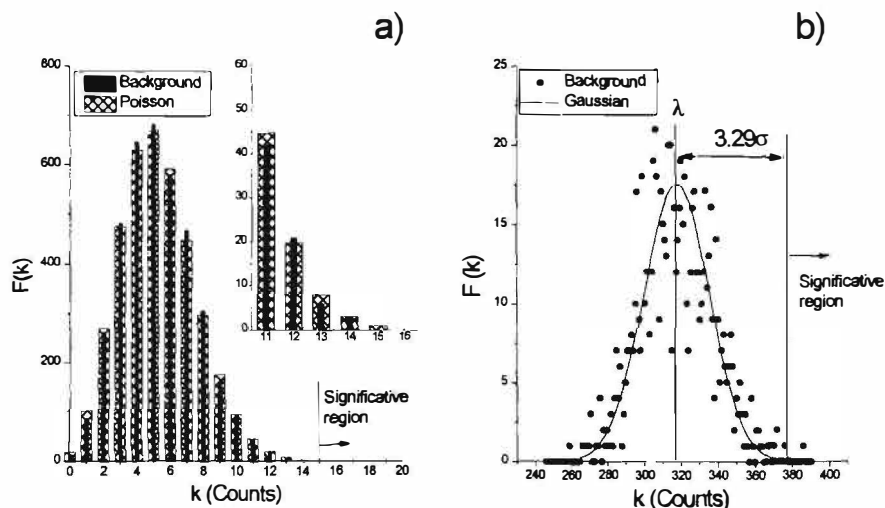 a)
Background
Poisson
800
600
400
200
0
F(k)
0 2 4 6 8 10 12 14 16 18 20
k (Counts)
60
50
40
30
20
10
0
11 12 13 14 15 16
Significative
region
b)
Background
Gaussian
λ
3.29σ
25
20
15
10
5
0
F (k)
240 260 280 300 320 340 360 380 400
k (Counts)
Significative
region